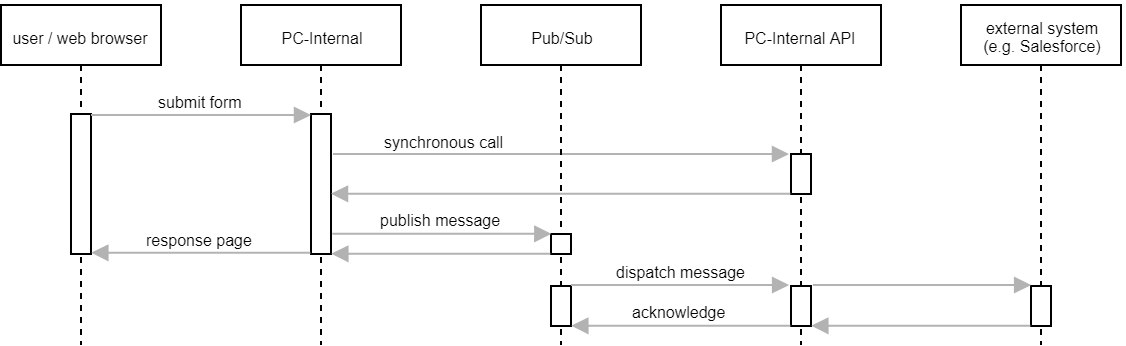 user / web browser
PC-Internal
Pub/Sub
PC-Internal API
external system
(e.g. Salesforce)
submit form
synchronous call
publish message
response page
dispatch message
acknowledge